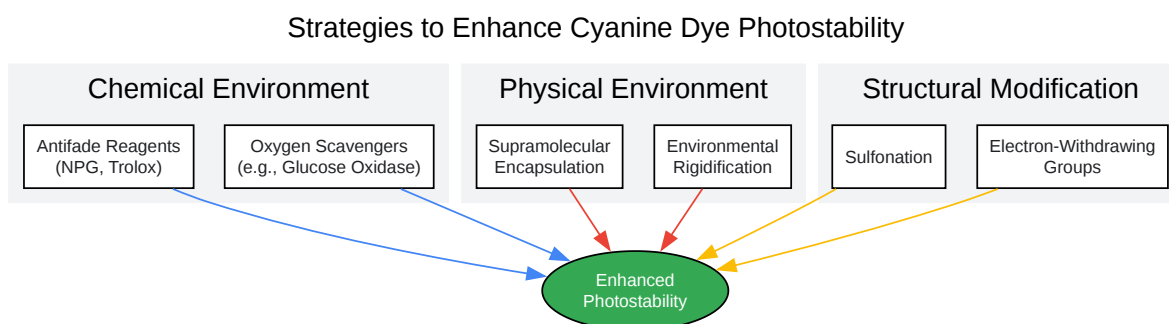 Strategies to Enhance Cyanine Dye Photostability
Chemical Environment
Antifade Reagents
(NPG, Trolox)
Oxygen Scavengers
(e.g., Glucose Oxidase)
Physical Environment
Supramolecular
Encapsulation
Environmental
Rigidification
Structural Modification
Sulfonation
Electron-Withdrawing
Groups
Enhanced
Photostability